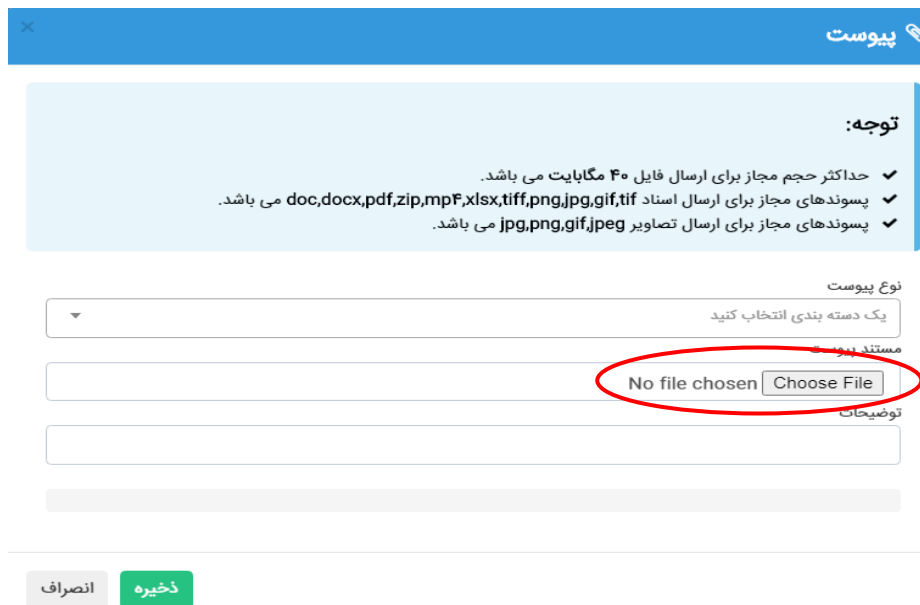 پیوست
×
توجه:
✔ حداکثر حجم مجاز برای ارسال فایل ۴۰ مگابایت می باشد.
✔ پسوندهای مجاز برای ارسال اسناد doc,docx,pdf,zip,mp۴,xlsx,tiff,png,jpg,gif,tif می باشد.
✔ پسوندهای مجاز برای ارسال تصاویر jpg,png,gif,jpeg می باشد.
نوع پیوست
یک دسته بندی انتخاب کنید
مستند پیوست
Choose File No file chosen
توضیحات
ذخیره
انصراف